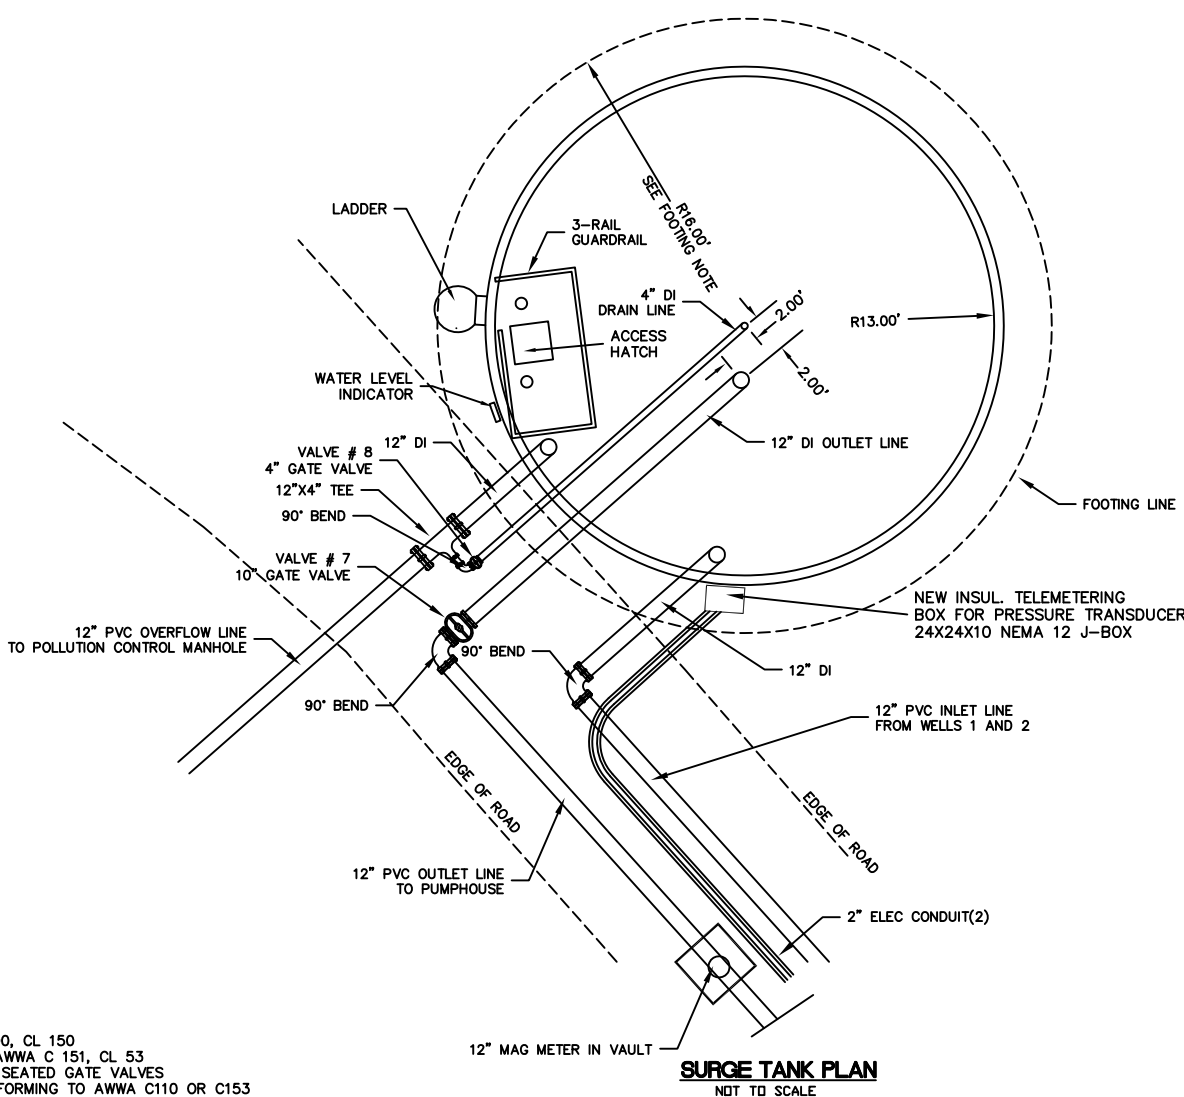 LADDER
3-RAIL
GUARDRAIL
R16.00'
SEE FOOTING NOTE
4" DI
DRAIN LINE
2.00'
R13.00'
ACCESS
HATCH
2.00'
WATER LEVEL
INDICATOR
12" DI
12" DI OUTLET LINE
VALVE # 8
4" GATE VALVE
12"X4" TEE
90° BEND
FOOTING LINE
VALVE # 7
10" GATE VALVE
NEW INSUL. TELEMETERING
BOX FOR PRESSURE TRANSDUCER
24X24X10 NEMA 12 J-BOX
12" PVC OVERFLOW LINE
TO POLLUTION CONTROL MANHOLE
90° BEND
12" DI
90° BEND
12" PVC INLET LINE
FROM WELLS 1 AND 2
EDGE OF ROAD
EDGE OF ROAD
12" PVC OUTLET LINE
TO PUMPHOUSE
2" ELEC CONDUIT(2)
12" MAG METER IN VAULT
0, CL 150
AWWA C 151, CL 53
SEATED GATE VALVES
FORMING TO AWWA C110 OR C153
SURGE TANK PLAN
NOT TO SCALE